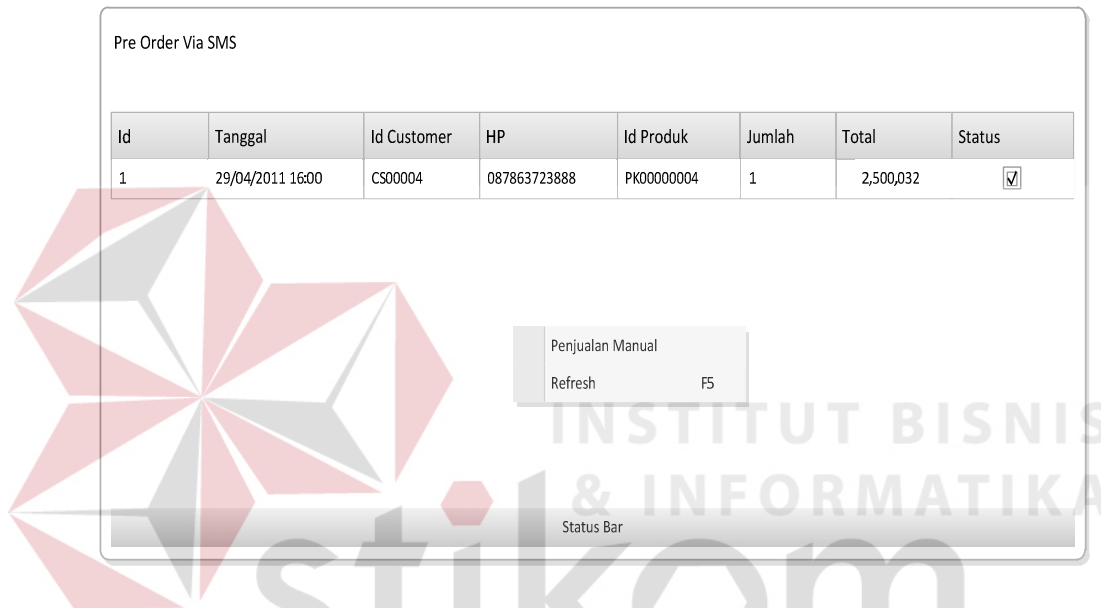 Pre Order Via SMS
Id Tanggal Id Customer HP Id Produk Jumlah Total Status
1 29/04/2011 16:00 CS00004 087863723888 PK00000004 1 2,500,032
Penjualan Manual
Refresh F5
INSTITUT BISNIS
& INFORMATIKA
Status Bar
stikom